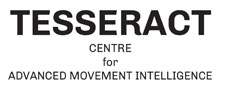 TESSERACT
CENTRE
for
ADVANCED MOVEMENT INTELLIGENCE